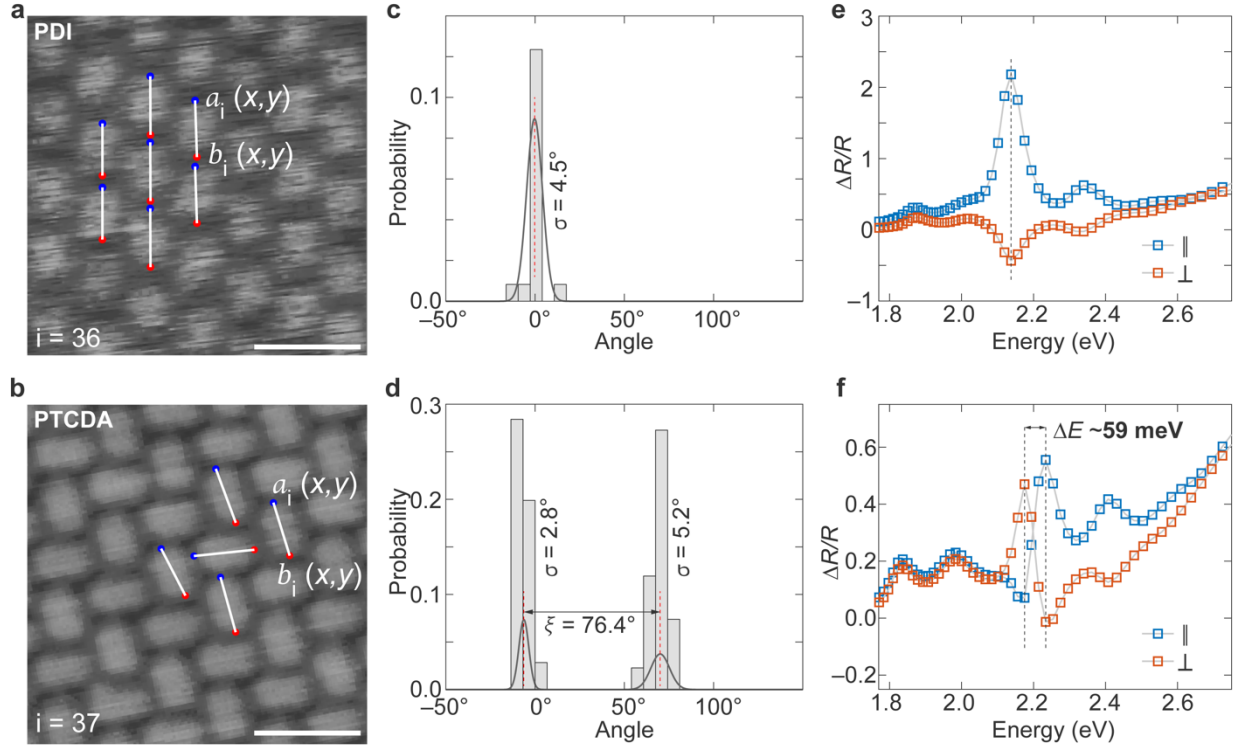 a
PDI
aᵢ (x,y)
bᵢ (x,y)
i = 36
c
Probability
0.1
0.0
σ = 4.5°
–50°
0°
50°
100°
Angle
e
ΔR/R
3
2
1
0
–1
∥
⊥
1.8
2.0
2.2
2.4
2.6
Energy (eV)
b
PTCDA
aᵢ (x,y)
bᵢ (x,y)
i = 37
d
Probability
0.3
0.2
0.1
0.0
σ = 2.8°
σ = 5.2°
ξ = 76.4°
–50°
0°
50°
100°
Angle
f
ΔR/R
0.6
0.4
0.2
0.0
–0.2
ΔE ~59 meV
∥
⊥
1.8
2.0
2.2
2.4
2.6
Energy (eV)